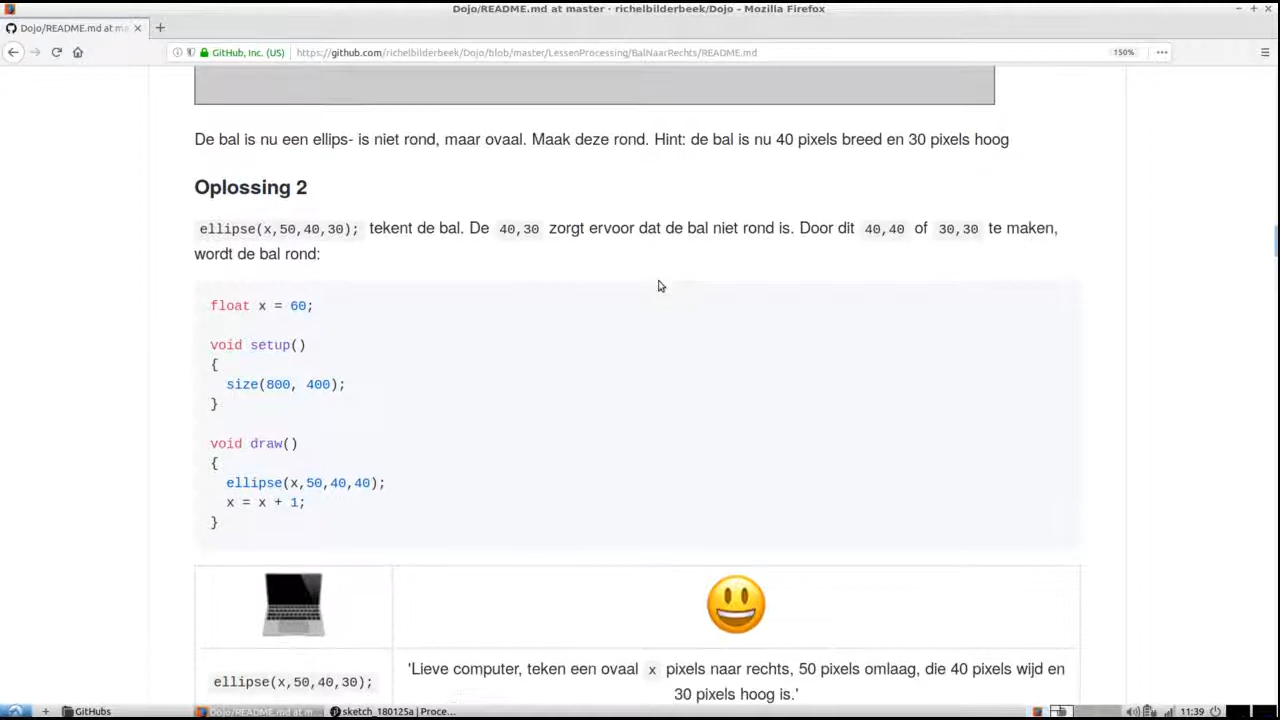 Dojo/README.md at master · richelbilderbeek/Dojo - Mozilla Firefox
Dojo/README.md at ma
GitHub, Inc. (US) https://github.com/richelbilderbeek/Dojo/blob/master/LessenProcessing/BalNaarRechts/README.md 150%
De bal is nu een ellips- is niet rond, maar ovaal. Maak deze rond. Hint: de bal is nu 40 pixels breed en 30 pixels hoog
Oplossing 2
ellipse(x,50,40,30); tekent de bal. De 40,30 zorgt ervoor dat de bal niet rond is. Door dit 40,40 of 30,30 te maken,
wordt de bal rond:
float x = 60;
void setup()
{
size(800, 400);
}
void draw()
{
ellipse(x,50,40,40);
x = x + 1;
}
'Lieve computer, teken een ovaal x pixels naar rechts, 50 pixels omlaag, die 40 pixels wijd en
ellipse(x,50,40,30);
30 pixels hoog is.'
GitHubs Dojo/README.md at m sketch_180125a | Proce... 11:39